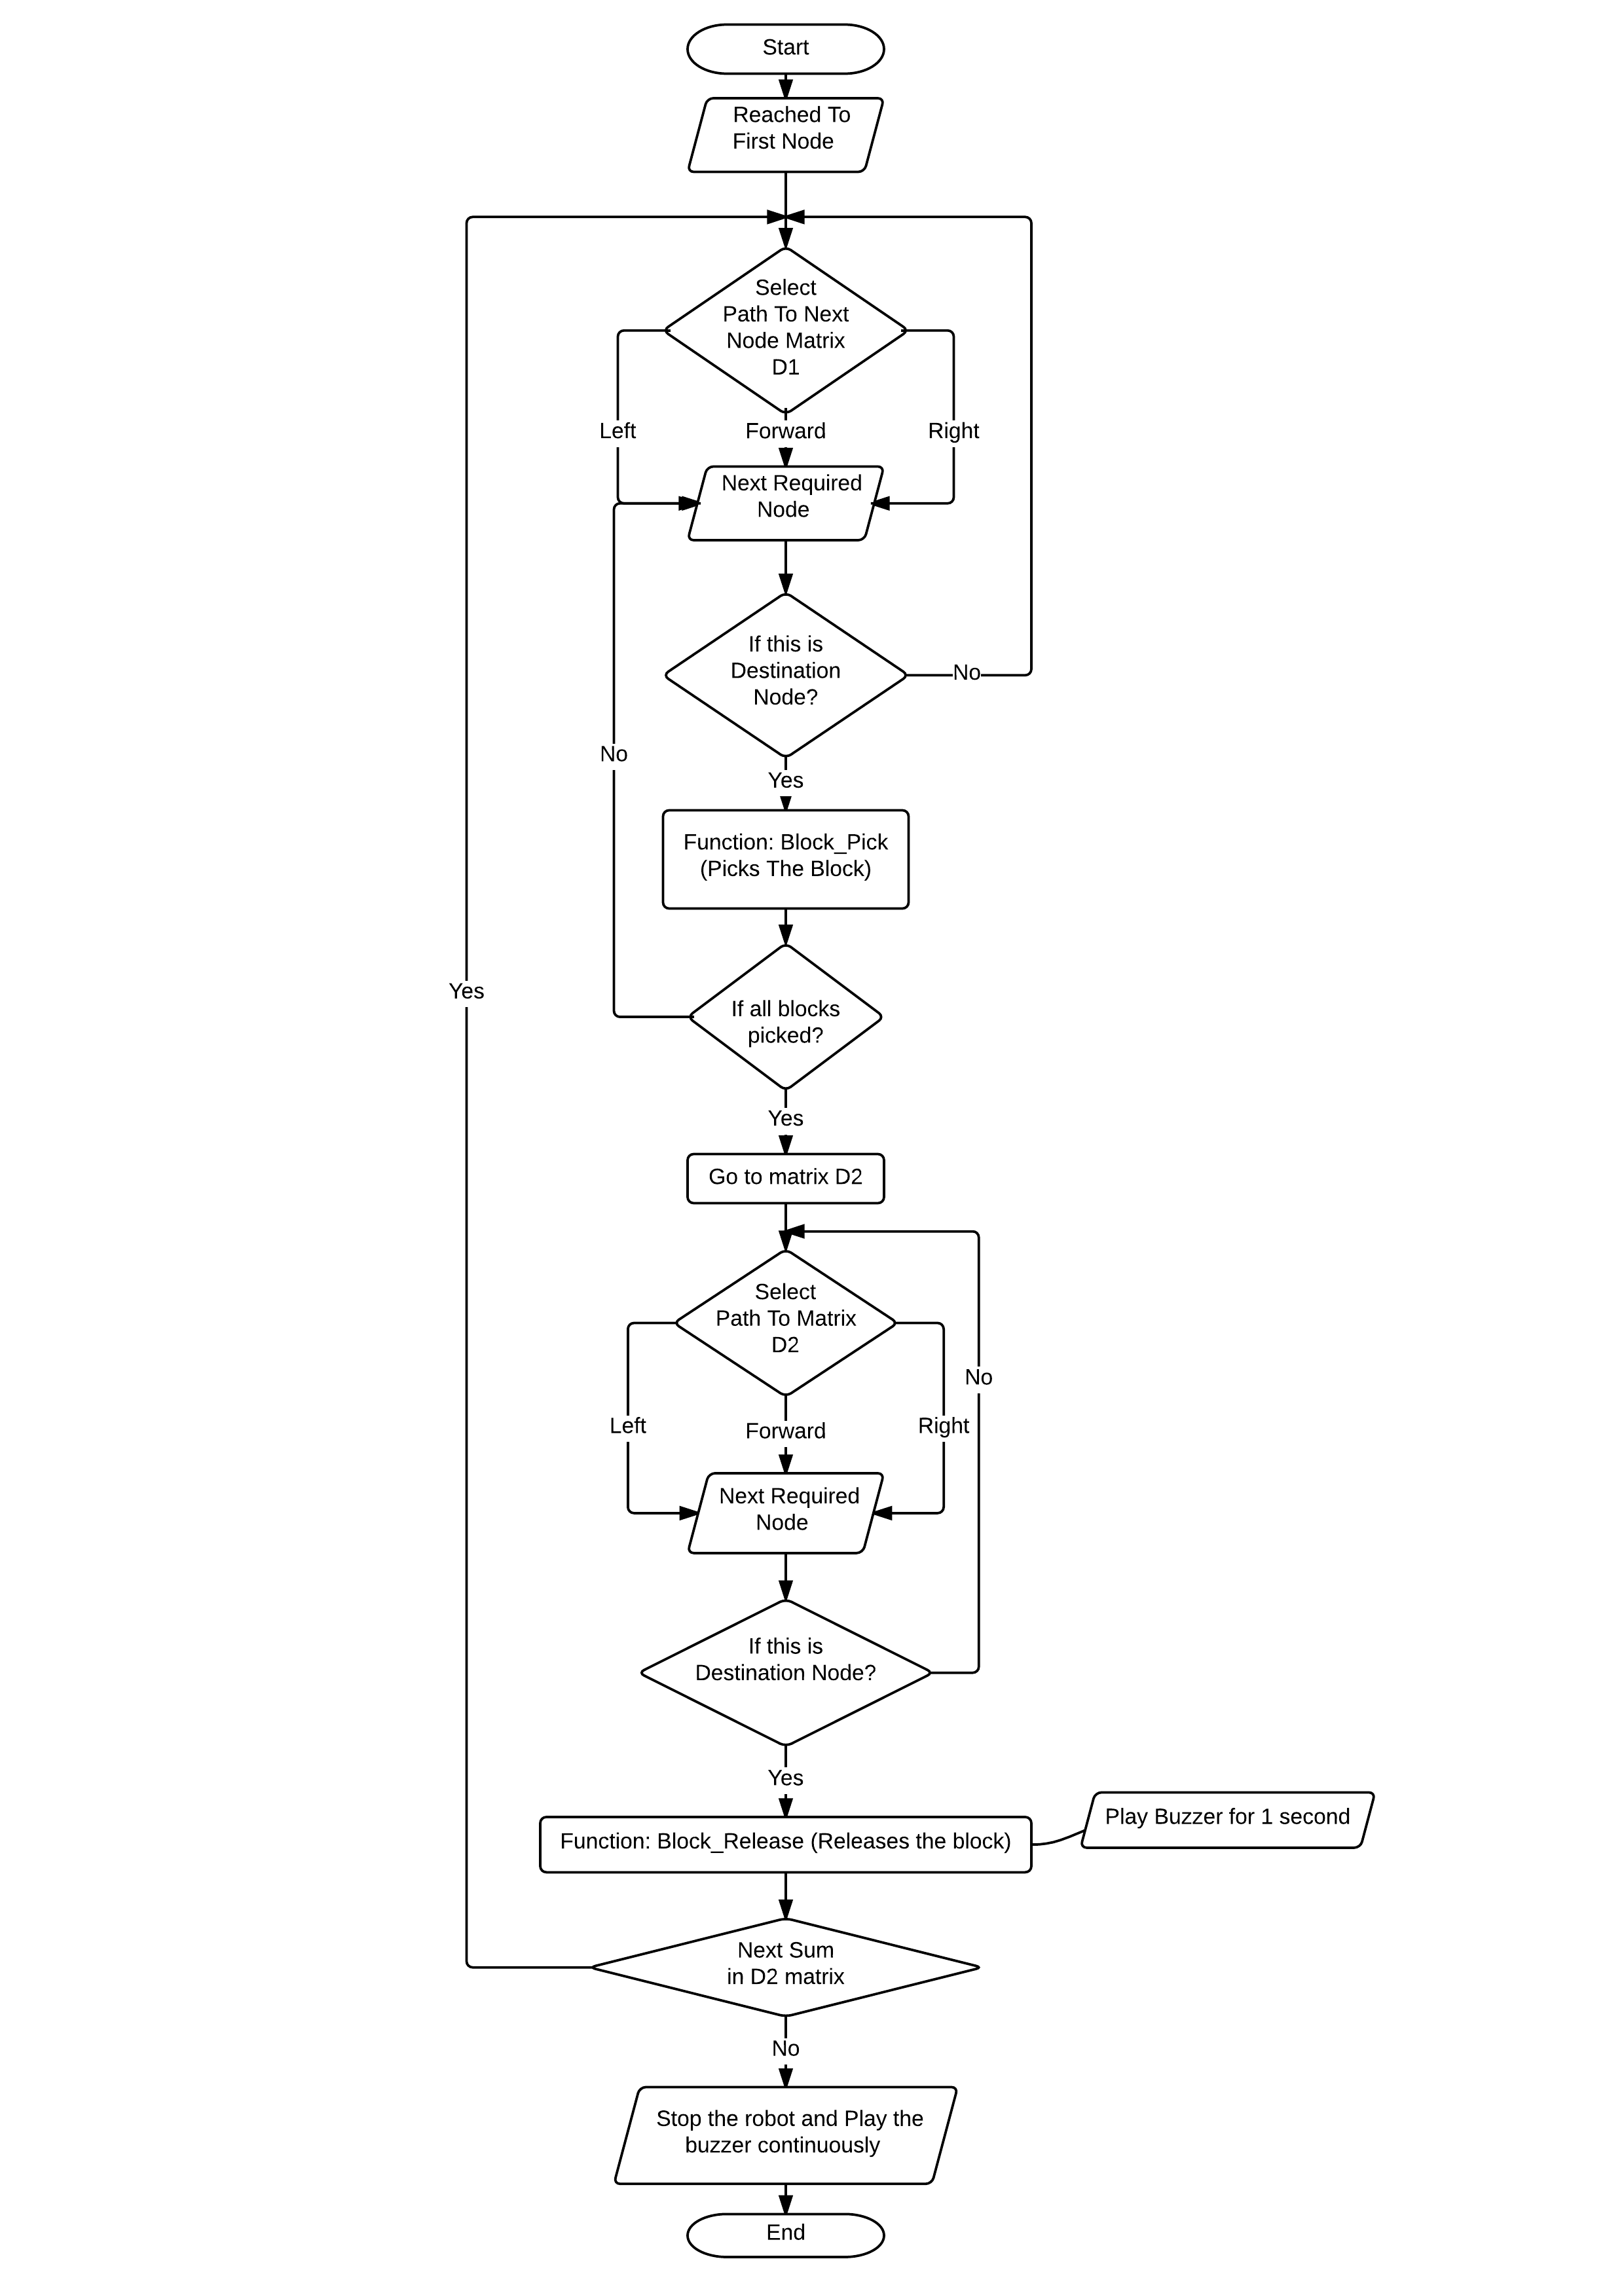 Start
Reached To
First Node
Select
Path To Next
Node Matrix
D1
Left
Forward
Right
Next Required
Node
If this is
Destination
Node?
No
No
Yes
Function: Block_Pick
(Picks The Block)
Yes
If all blocks
picked?
Yes
Go to matrix D2
Select
Path To Matrix
D2
No
Left
Forward
Right
Next Required
Node
If this is
Destination Node?
Yes
Play Buzzer for 1 second
Function: Block_Release (Releases the block)
Next Sum
in D2 matrix
No
Stop the robot and Play the
buzzer continuously
End